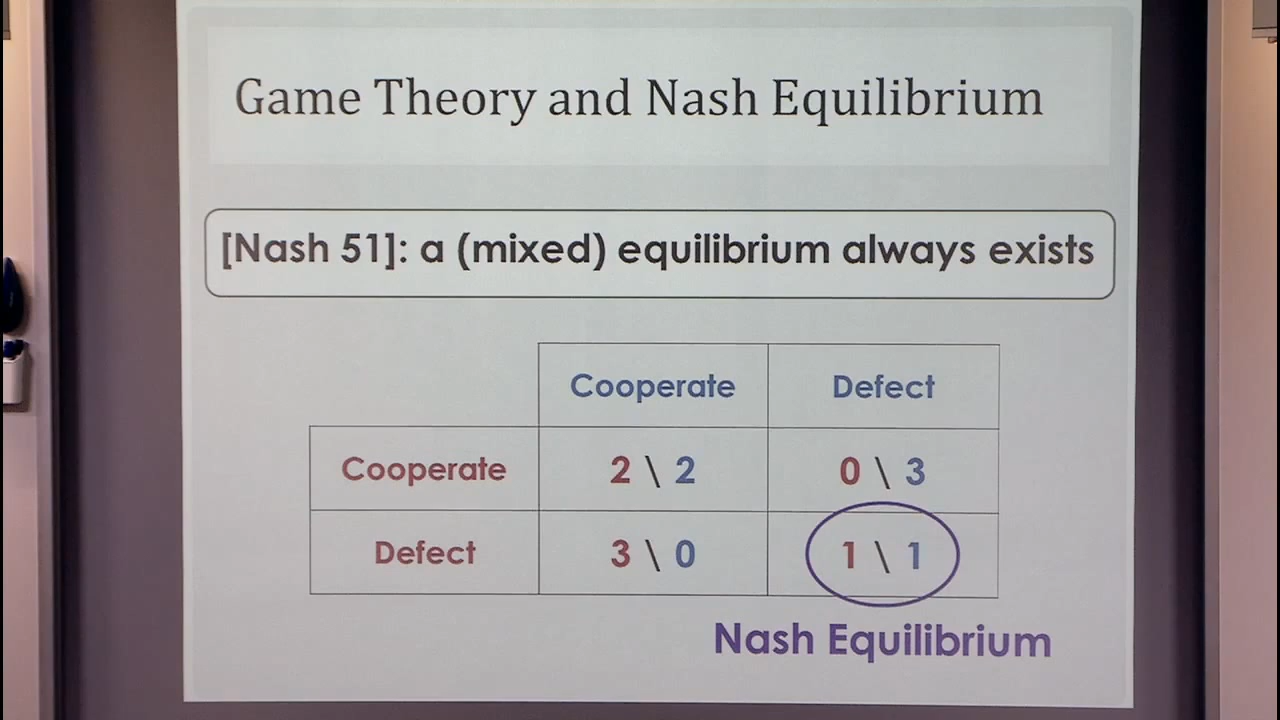 Game Theory and Nash Equilibrium
[Nash 51]: a (mixed) equilibrium always exists
Cooperate Defect
Cooperate 2 \ 2 0 \ 3
Defect 3 \ 0 1 \ 1
Nash Equilibrium